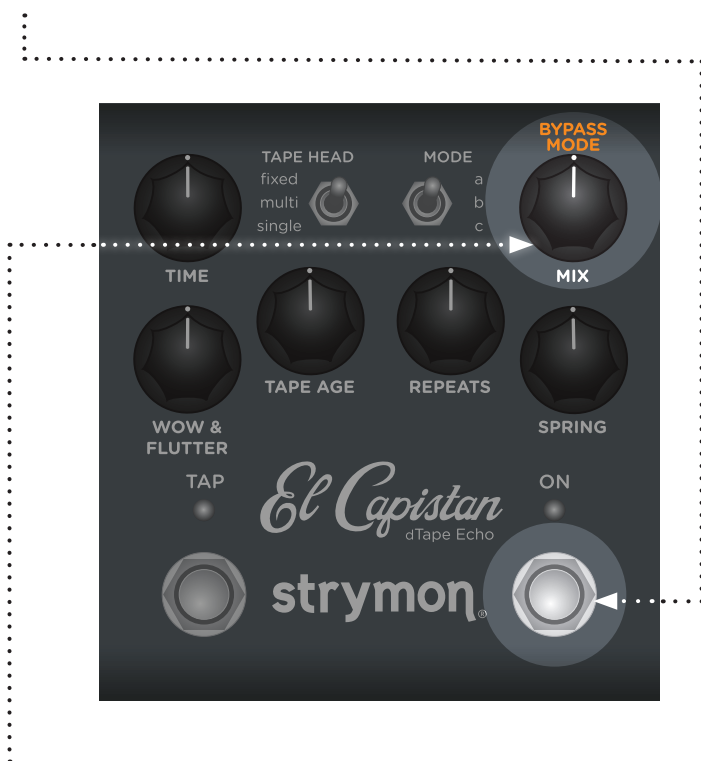 BYPASS
MODE
TAPE HEAD
MODE
fixed
multi
single
a
b
c
TIME
MIX
TAPE AGE
REPEATS
WOW &
FLUTTER
SPRING
TAP
ON
El Capistan
dTape Echo
strymon®